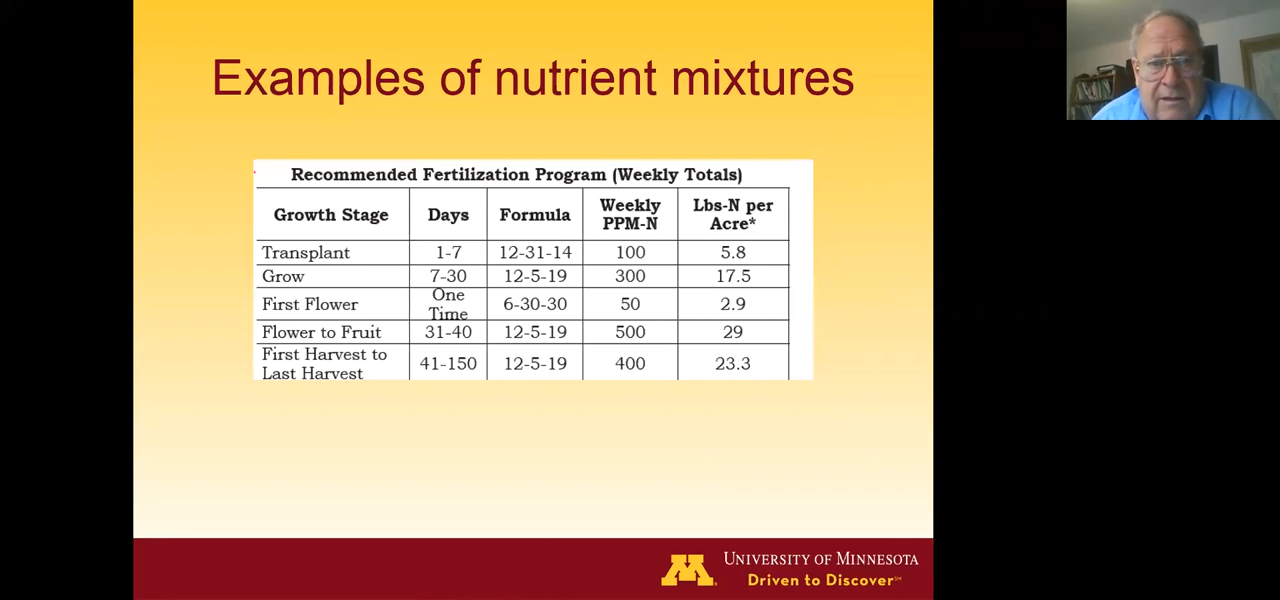 Examples of nutrient mixtures
Recommended Fertilization Program (Weekly Totals)
Growth Stage Days Formula Weekly PPM-N Lbs-N per Acre*
Transplant 1-7 12-31-14 100 5.8
Grow 7-30 12-5-19 300 17.5
First Flower One Time 6-30-30 50 2.9
Flower to Fruit 31-40 12-5-19 500 29
First Harvest to Last Harvest 41-150 12-5-19 400 23.3
University of Minnesota
Driven to Discover℠